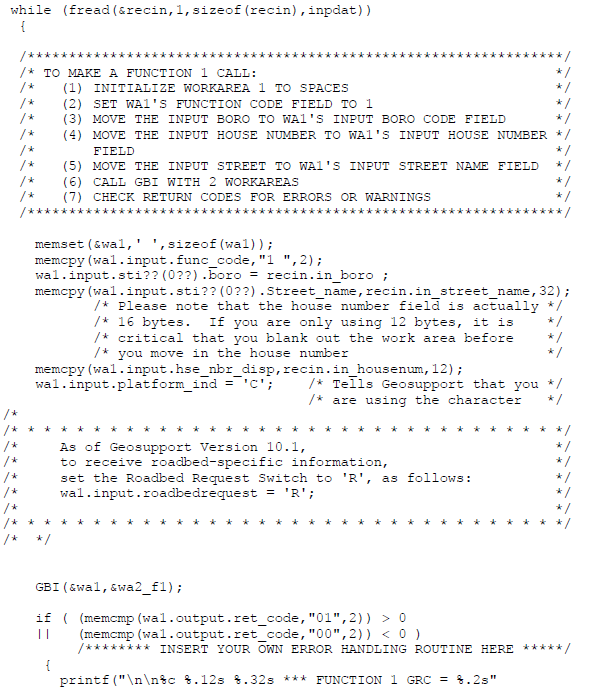 while (fread(&recin,1,sizeof(recin),inpdat))
{
/*****************************************************************/
/* TO MAKE A FUNCTION 1 CALL: */
/* (1) INITIALIZE WORKAREA 1 TO SPACES */
/* (2) SET WA1'S FUNCTION CODE FIELD TO 1 */
/* (3) MOVE THE INPUT BORO TO WA1'S INPUT BORO CODE FIELD */
/* (4) MOVE THE INPUT HOUSE NUMBER TO WA1'S INPUT HOUSE NUMBER */
/* FIELD */
/* (5) MOVE THE INPUT STREET TO WA1'S INPUT STREET NAME FIELD */
/* (6) CALL GBI WITH 2 WORKAREAS */
/* (7) CHECK RETURN CODES FOR ERRORS OR WARNINGS */
/*****************************************************************/
memset(&wa1,' ',sizeof(wa1));
memcpy(wa1.input.func_code,"1 ",2);
wa1.input.sti??(0??).boro = recin.in_boro ;
memcpy(wa1.input.sti??(0??).Street_name,recin.in_street_name,32);
/* Please note that the house number field is actually */
/* 16 bytes. If you are only using 12 bytes, it is */
/* critical that you blank out the work area before */
/* you move in the house number */
memcpy(wa1.input.hse_nbr_disp,recin.in_housenum,12);
wa1.input.platform_ind = 'C'; /* Tells Geosupport that you */
/* are using the character */
/*
/* * * * * * * * * * * * * * * * * * * * * * * * * * * * * * * * * */
/* As of Geosupport Version 10.1, */
/* to receive roadbed-specific information, */
/* set the Roadbed Request Switch to 'R', as follows: */
/* wa1.input.roadbedrequest = 'R'; */
/* */
/* * * * * * * * * * * * * * * * * * * * * * * * * * * * * * * * * */
/* */
GBI(&wa1,&wa2_f1);
if ( (memcmp(wa1.output.ret_code,"01",2)) > 0
|| (memcmp(wa1.output.ret_code,"00",2)) < 0 )
/******** INSERT YOUR OWN ERROR HANDLING ROUTINE HERE *****/
{
printf("\n\n%c %.12s %.32s *** FUNCTION 1 GRC = %.2s"